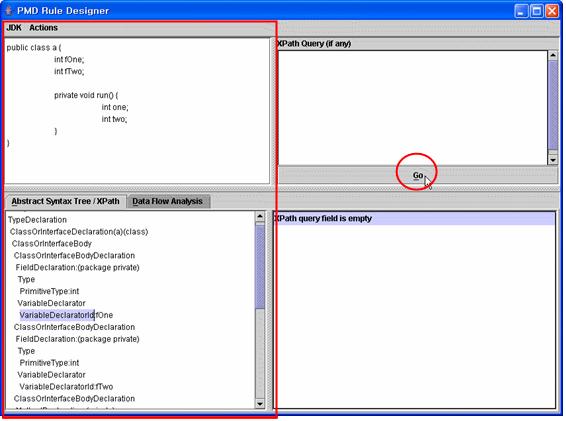 PMD Rule Designer
JDK Actions
public class a {
int fOne;
int fTwo;
private void run() {
int one;
int two;
}
}
XPath Query (if any)
Go
Abstract Syntax Tree / XPath
Data Flow Analysis
TypeDeclaration
ClassOrInterfaceDeclaration(a)(class)
ClassOrInterfaceBody
ClassOrInterfaceBodyDeclaration
FieldDeclaration:(package private)
Type
PrimitiveType:int
VariableDeclarator
VariableDeclaratorId:fOne
ClassOrInterfaceBodyDeclaration
FieldDeclaration:(package private)
Type
PrimitiveType:int
VariableDeclarator
VariableDeclaratorId:fTwo
ClassOrInterfaceBodyDeclaration
XPath query field is empty